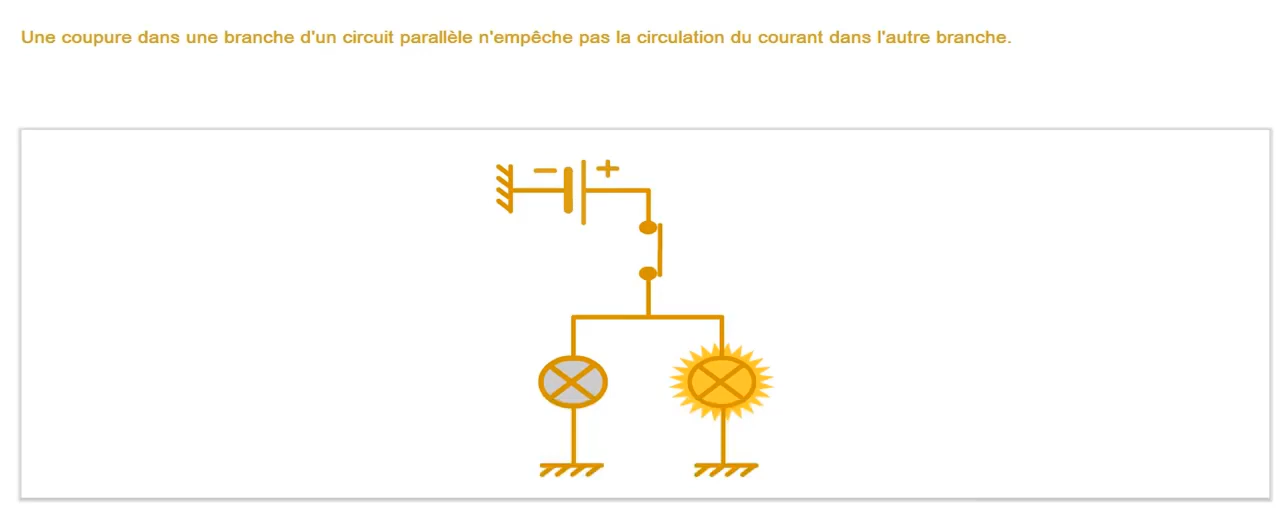 Une coupure dans une branche d'un circuit parallèle n'empêche pas la circulation du courant dans l'autre branche.
− +